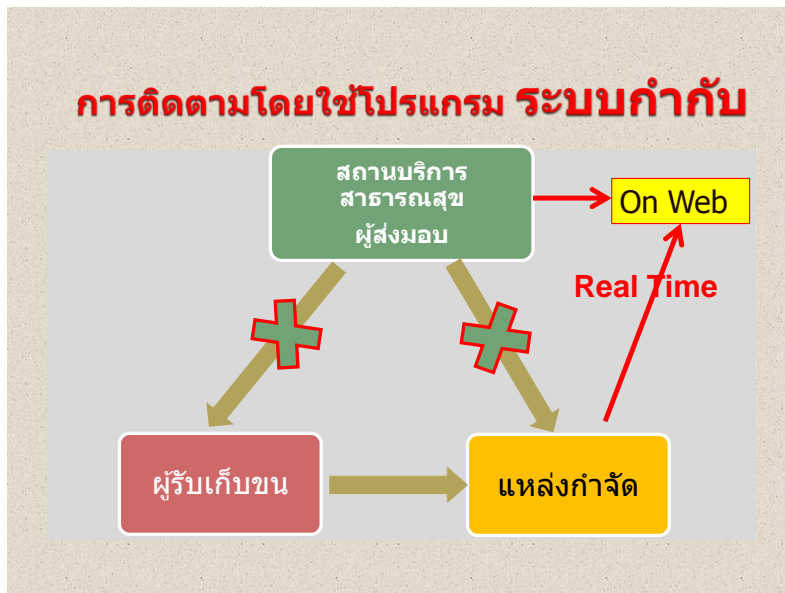 การติดตามโดยใช้โปรแกรม ระบบกำกับ
สถานบริการ
สาธารณสุข
ผู้ส่งมอบ
On Web
Real Time
ผู้รับเก็บขน
แหล่งกำจัด